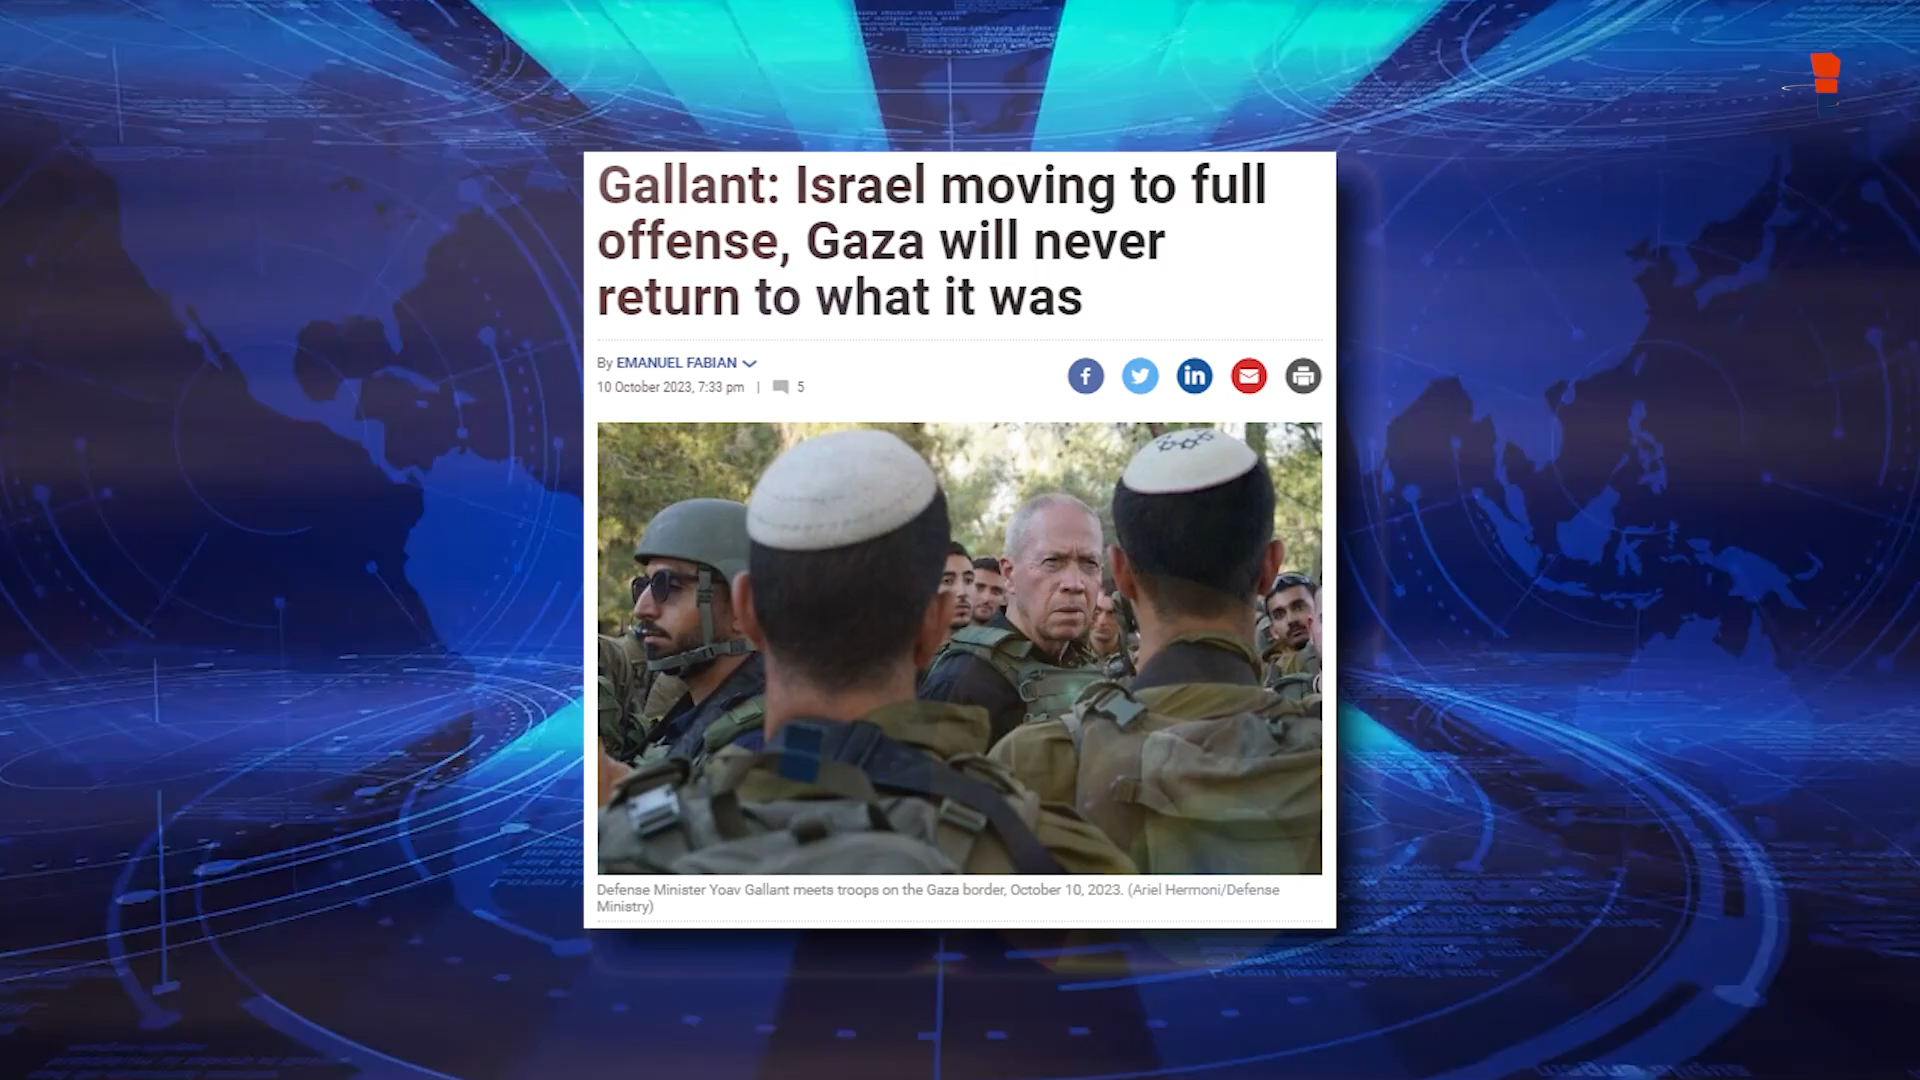 Gallant: Israel moving to full
offense, Gaza will never
return to what it was
By EMANUEL FABIAN
10 October 2023, 7:33 pm | 5
Defense Minister Yoav Gallant meets troops on the Gaza border, October 10, 2023. (Ariel Hermoni/Defense
Ministry)